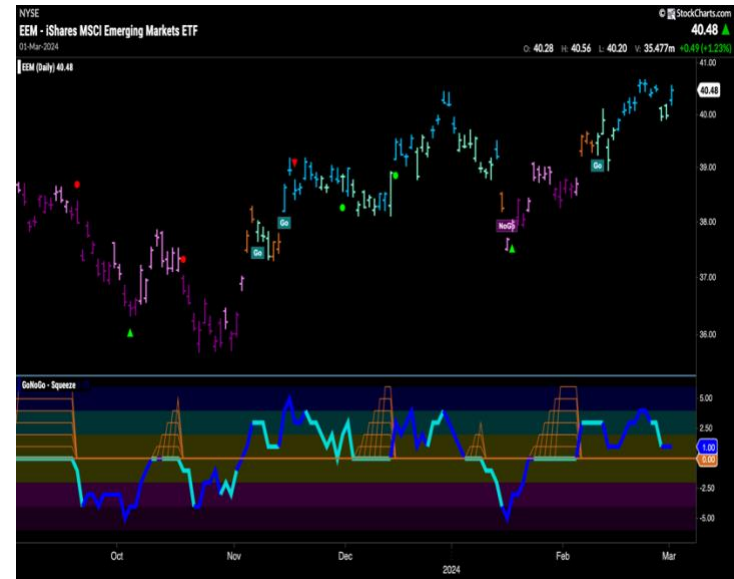 NYSE
© StockCharts.com
EEM - iShares MSCI Emerging Markets ETF
40.48
01-Mar-2024
O: 40.28 H: 40.56 L: 40.20 V: 35.477m +0.49 (+1.23%)
EEM (Daily) 40.48
41.00
40.48
40.00
39.00
Go
38.00
Go
NoGo
Go
37.00
36.00
GoNoGo - Squeeze
5.00
2.50
1.00
0.00
-2.50
-5.00
Oct
Nov
Dec
2024
Feb
Mar